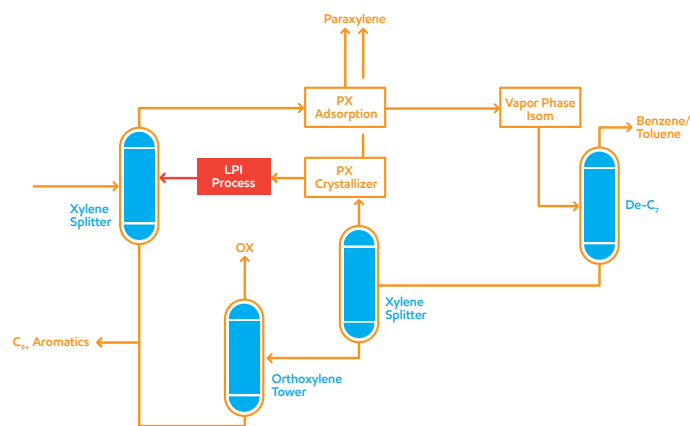 Paraxylene
PX
Adsorption
Vapor Phase
Isom
Benzene/
Toluene
LPI
Process
PX
Crystallizer
Xylene
Splitter
De-C₇
OX
Xylene
Splitter
C₉₊ Aromatics
Orthoxylene
Tower